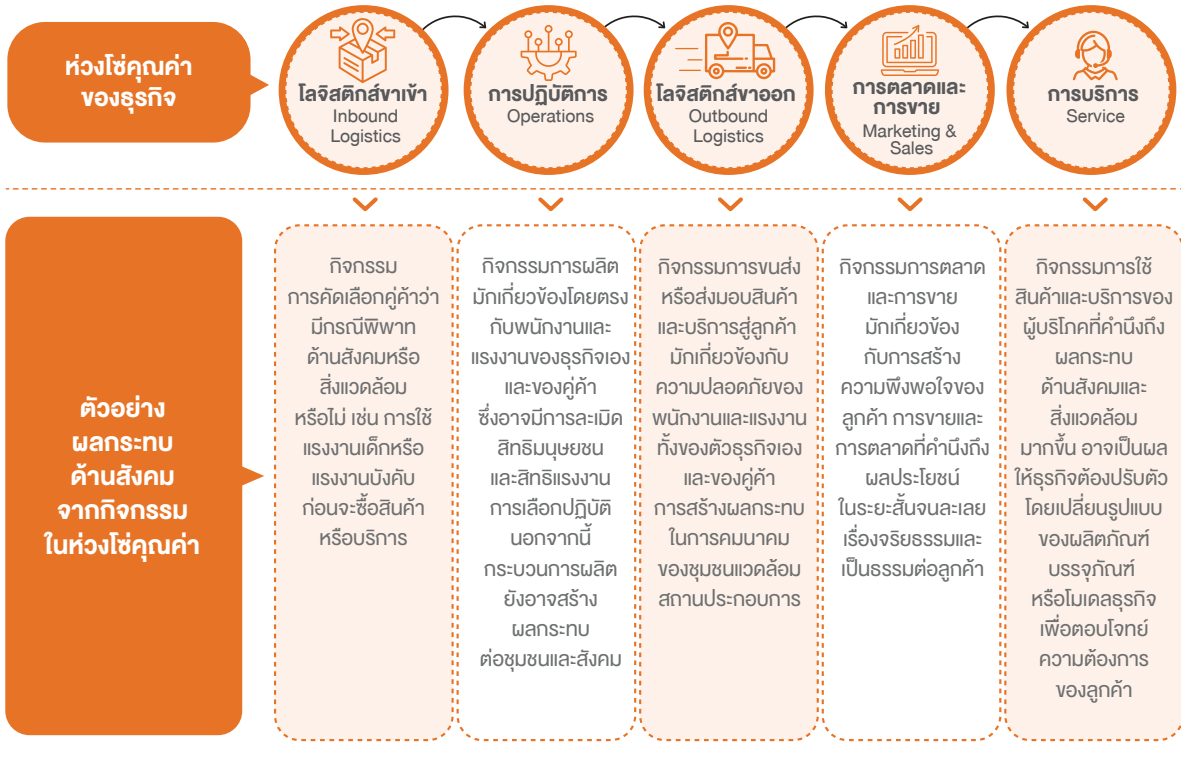 ห่วงโซ่คุณค่า
ของธุรกิจ
โลจิสติกส์ขาเข้า
Inbound
Logistics
การปฏิบัติการ
Operations
โลจิสติกส์ขาออก
Outbound
Logistics
การตลาดและ
การขาย
Marketing &
Sales
การบริการ
Service
ตัวอย่าง
ผลกระทบ
ด้านสังคม
จากกิจกรรม
ในห่วงโซ่คุณค่า
กิจกรรม
การคัดเลือกคู่ค้าว่า
มีกรณีพิพาท
ด้านสังคมหรือ
สิ่งแวดล้อม
หรือไม่ เช่น การใช้
แรงงานเด็กหรือ
แรงงานบังคับ
ก่อนจะซื้อสินค้า
หรือบริการ
กิจกรรมการผลิต
มักเกี่ยวข้องโดยตรง
กับพนักงานและ
แรงงานของธุรกิจเอง
และของคู่ค้า
ซึ่งอาจมีการละเมิด
สิทธิมนุษยชน
และสิทธิแรงงาน
การเลือกปฏิบัติ
นอกจากนี้
กระบวนการผลิต
ยังอาจสร้าง
ผลกระทบ
ต่อชุมชนและสังคม
กิจกรรมการขนส่ง
หรือส่งมอบสินค้า
และบริการสู่ลูกค้า
มักเกี่ยวข้องกับ
ความปลอดภัยของ
พนักงานและแรงงาน
ทั้งของตัวธุรกิจเอง
และของคู่ค้า
การสร้างผลกระทบ
ในการคมนาคม
ของชุมชนแวดล้อม
สถานประกอบการ
กิจกรรมการตลาด
และการขาย
มักเกี่ยวข้อง
กับการสร้าง
ความพึงพอใจของ
ลูกค้า การขายและ
การตลาดที่คำนึงถึง
ผลประโยชน์
ในระยะสั้นจนละเลย
เรื่องจริยธรรมและ
เป็นธรรมต่อลูกค้า
กิจกรรมการใช้
สินค้าและบริการของ
ผู้บริโภคที่คำนึงถึง
ผลกระทบ
ด้านสังคมและ
สิ่งแวดล้อม
มากขึ้น อาจเป็นผล
ให้ธุรกิจต้องปรับตัว
โดยเปลี่ยนรูปแบบ
ของผลิตภัณฑ์
บรรจุภัณฑ์
หรือโมเดลธุรกิจ
เพื่อตอบโจทย์
ความต้องการ
ของลูกค้า